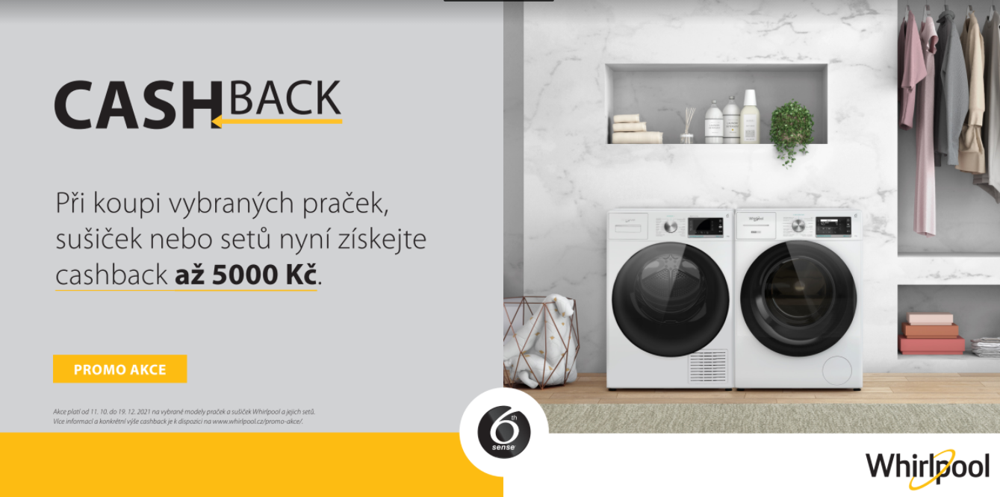 CASHBACK
Při koupi vybraných praček,
sušiček nebo setů nyní získejte
cashback až 5000 Kč.
PROMO AKCE
Akce platí od 11. 10. do 19. 12. 2021 na vybrané modely praček a sušiček Whirlpool a jejich setů.
Více informací a konkrétní výše cashback je k dispozici na www.whirlpool.cz/promo-akce/.
6th
sense
Whirlpool
Whirlpool